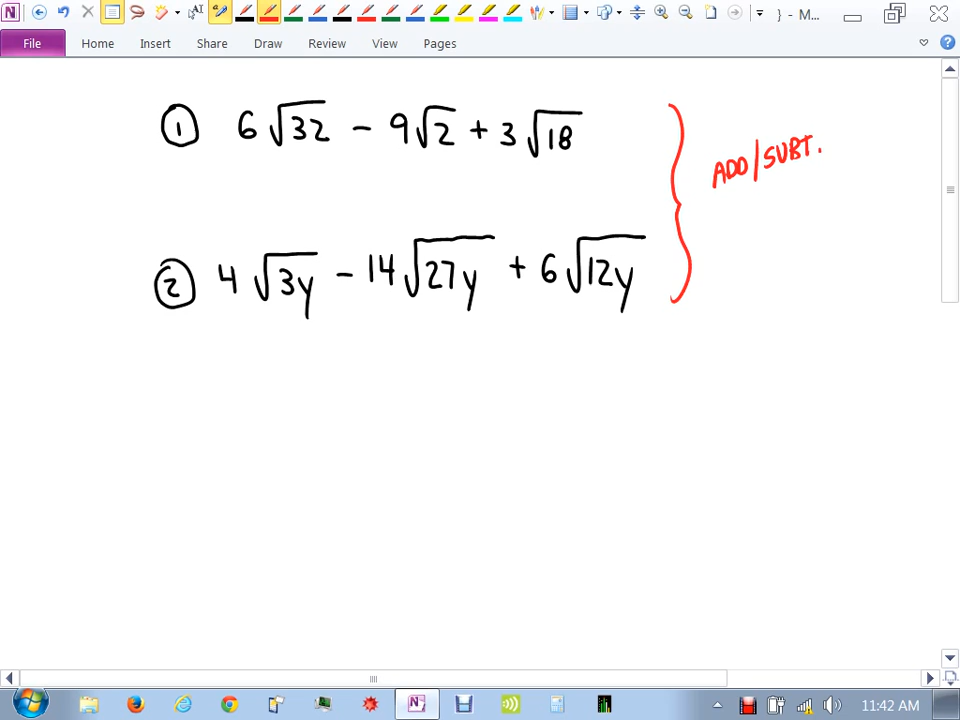 } - M...
File Home Insert Share Draw Review View Pages
① 6√32 - 9√2 + 3√18
ADD/SUBT.
② 4√3y - 14√27y + 6√12y
11:42 AM